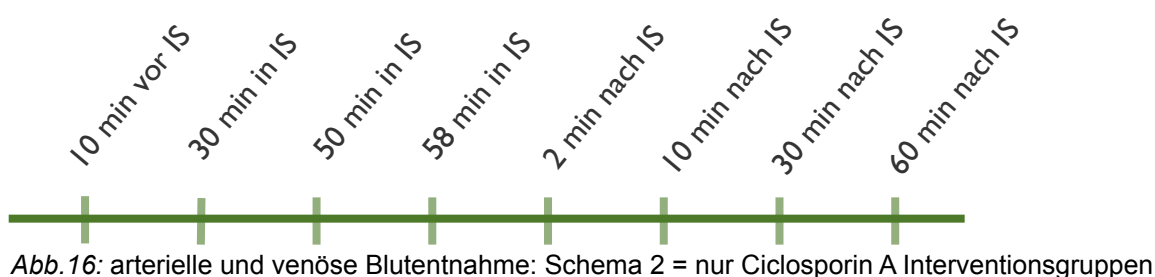 10 min vor IS
30 min in IS
50 min in IS
58 min in IS
2 min nach IS
10 min nach IS
30 min nach IS
60 min nach IS
Abb.16: arterielle und venöse Blutentnahme: Schema 2 = nur Ciclosporin A Interventionsgruppen